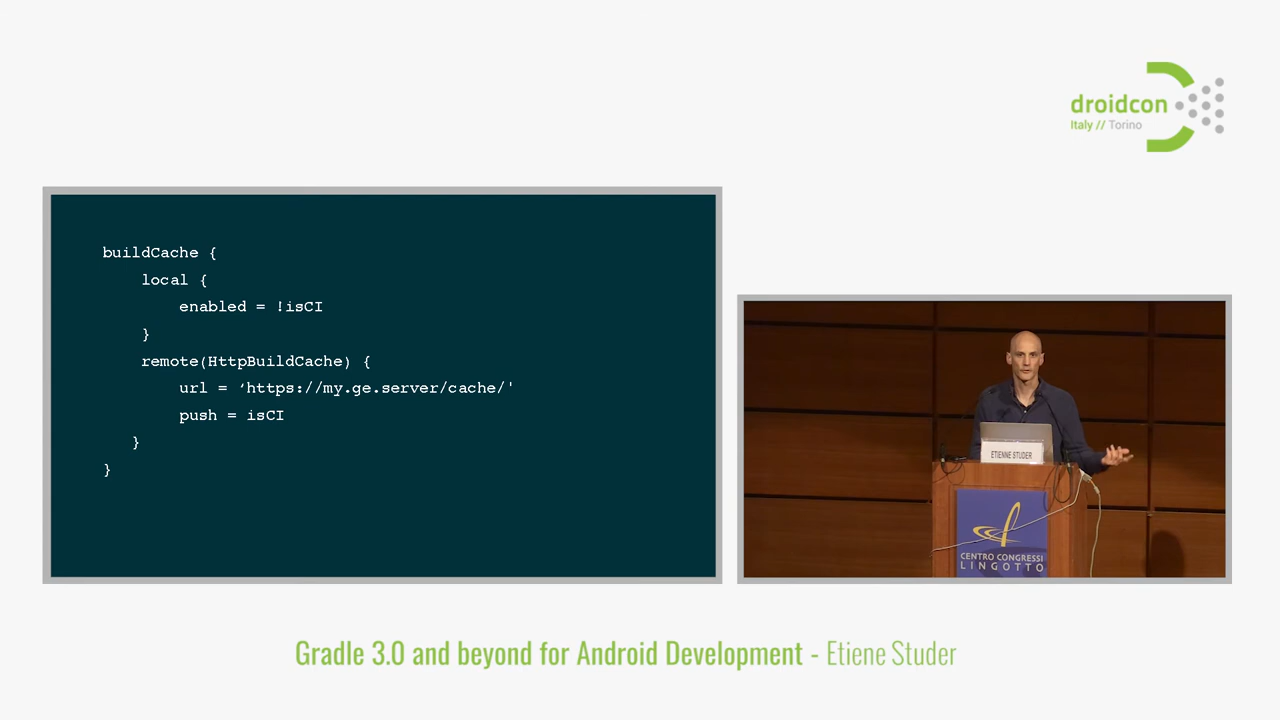 droidcon
Italy // Torino
buildCache {
    local {
        enabled = !isCI
    }
    remote(HttpBuildCache) {
        url = ‘https://my.ge.server/cache/'
        push = isCI
   }
}
ETIENNE STUDER
CENTRO CONGRESSI
LINGOTTO
Gradle 3.0 and beyond for Android Development - Etiene Studer